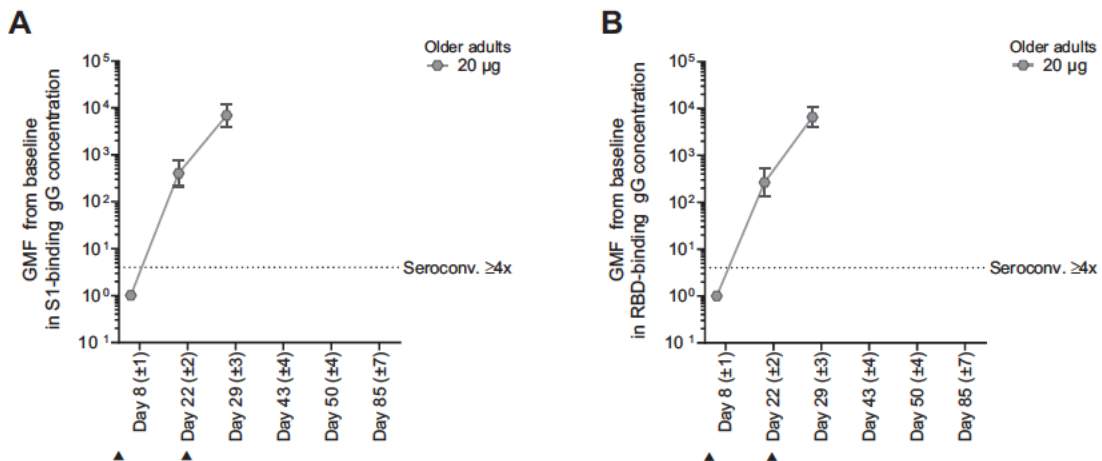 A
Older adults
20 µg
GMF from baseline
in S1-binding gG concentration
10⁵
10⁴
10³
10²
10¹
10⁰
10⁻¹
Seroconv. ≥4x
Day 8 (±1)
Day 22 (±2)
Day 29 (±3)
Day 43 (±4)
Day 50 (±4)
Day 85 (±7)
B
Older adults
20 µg
GMF from baseline
in RBD-binding gG concentration
10⁵
10⁴
10³
10²
10¹
10⁰
10⁻¹
Seroconv. ≥4x
Day 8 (±1)
Day 22 (±2)
Day 29 (±3)
Day 43 (±4)
Day 50 (±4)
Day 85 (±7)